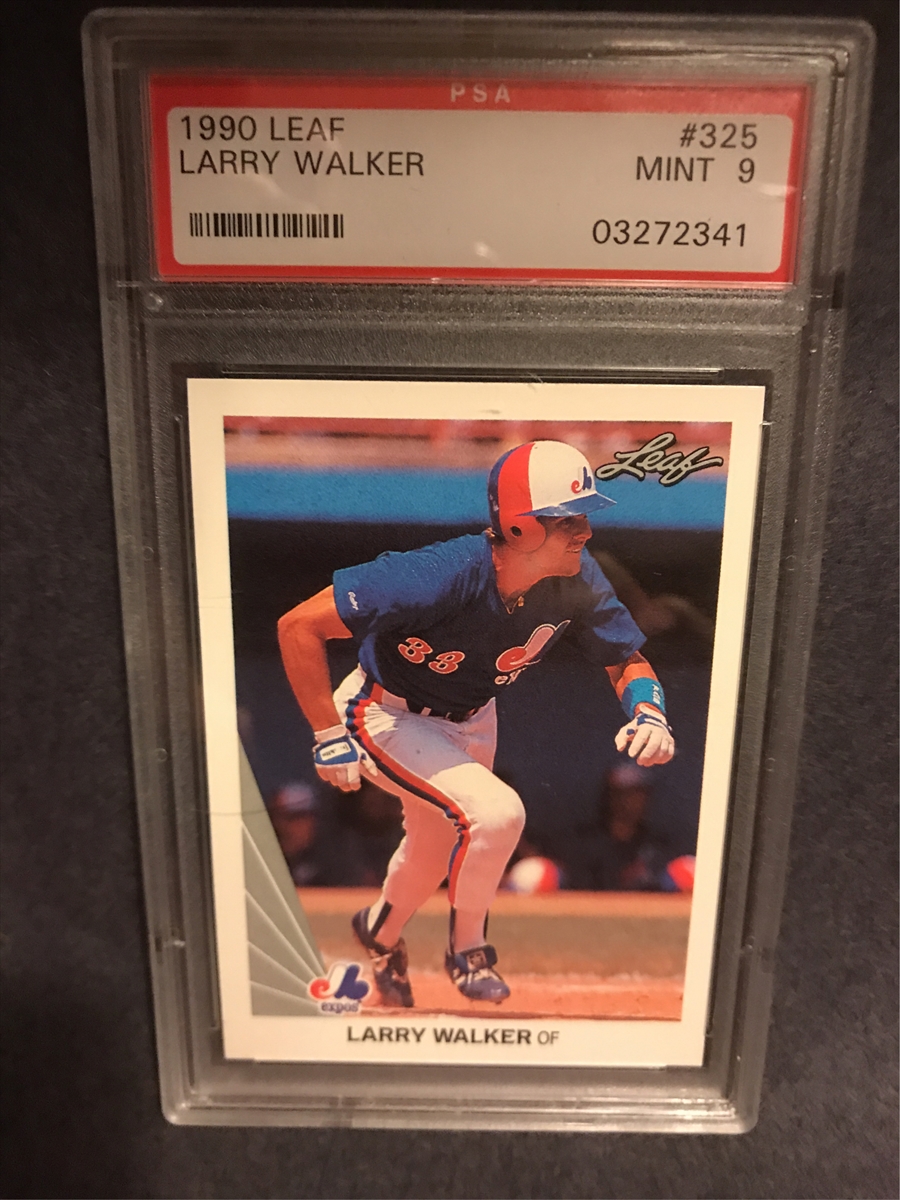 PSA
1990 LEAF #325
LARRY WALKER MINT 9
03272341
Leaf
33
expos
LARRY WALKER OF